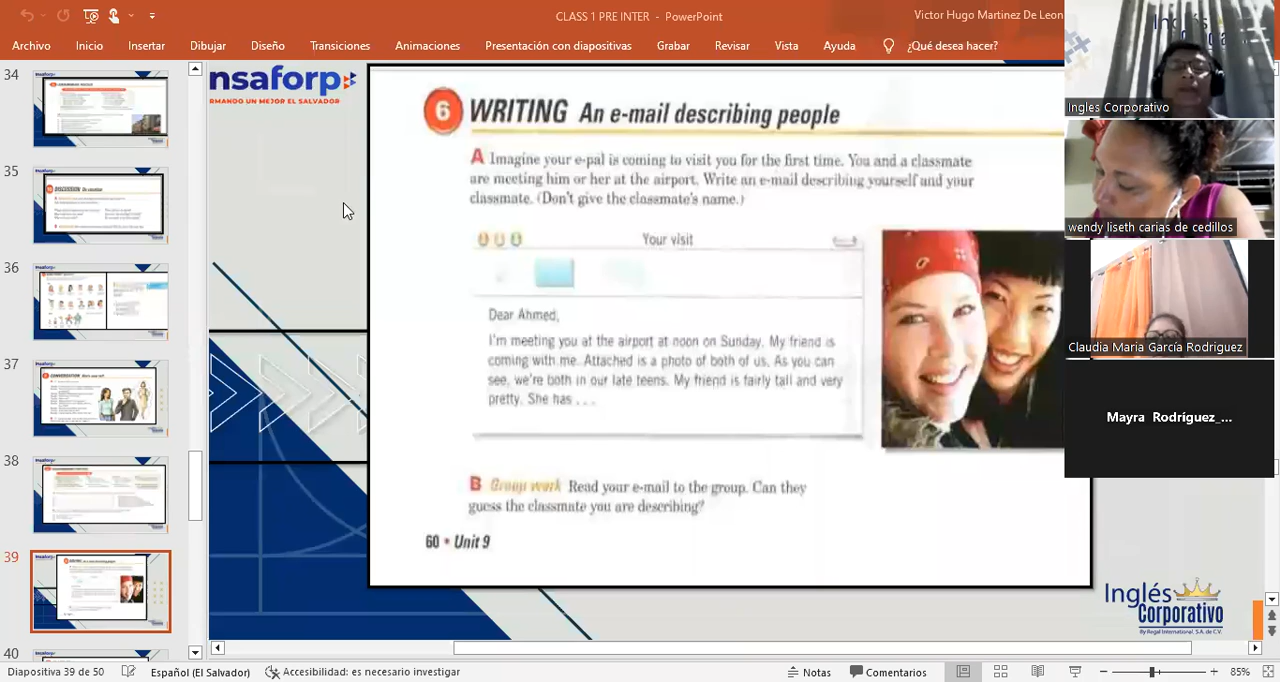 CLASS 1 PRE INTER - PowerPoint
Victor Hugo Martinez De Leon
Archivo Inicio Insertar Dibujar Diseño Transiciones Animaciones Presentación con diapositivas Grabar Revisar Vista Ayuda ¿Qué desea hacer?
34
35
36
37
38
39
40
nsaforp
RMANDO UN MEJOR EL SALVADOR
6 WRITING An e-mail describing people
A Imagine your e-pal is coming to visit you for the first time. You and a classmate
are meeting him or her at the airport. Write an e-mail describing yourself and your
classmate. (Don't give the classmate's name.)
Your visit
Dear Ahmed,
I'm meeting you at the airport at noon on Sunday. My friend is
coming with me. Attached is a photo of both of us. As you can
see, we're both in our late teens. My friend is fairly tall and very
pretty. She has . . .
B Group work Read your e-mail to the group. Can they
guess the classmate you are describing?
60 • Unit 9
Inglés
Corporativo
By Regal International, S.A. de C.V.
Ingles Corporativo
wendy liseth carias de cedillos
Claudia Maria García Rodriguez
Mayra Rodríguez_...
Diapositiva 39 de 50 Español (El Salvador) Accesibilidad: es necesario investigar Notas Comentarios 85%